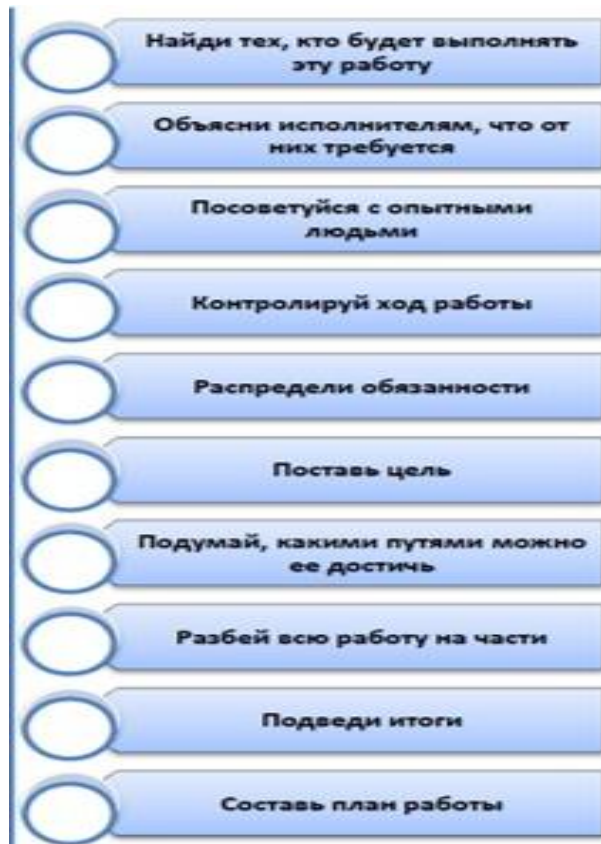 Найди тех, кто будет выполнять
эту работу
Объясни исполнителям, что от
них требуется
Посоветуйся с опытными
людьми
Контролируй ход работы
Распредели обязанности
Поставь цель
Подумай, какими путями можно
ее достичь
Разбей всю работу на части
Подведи итоги
Составь план работы